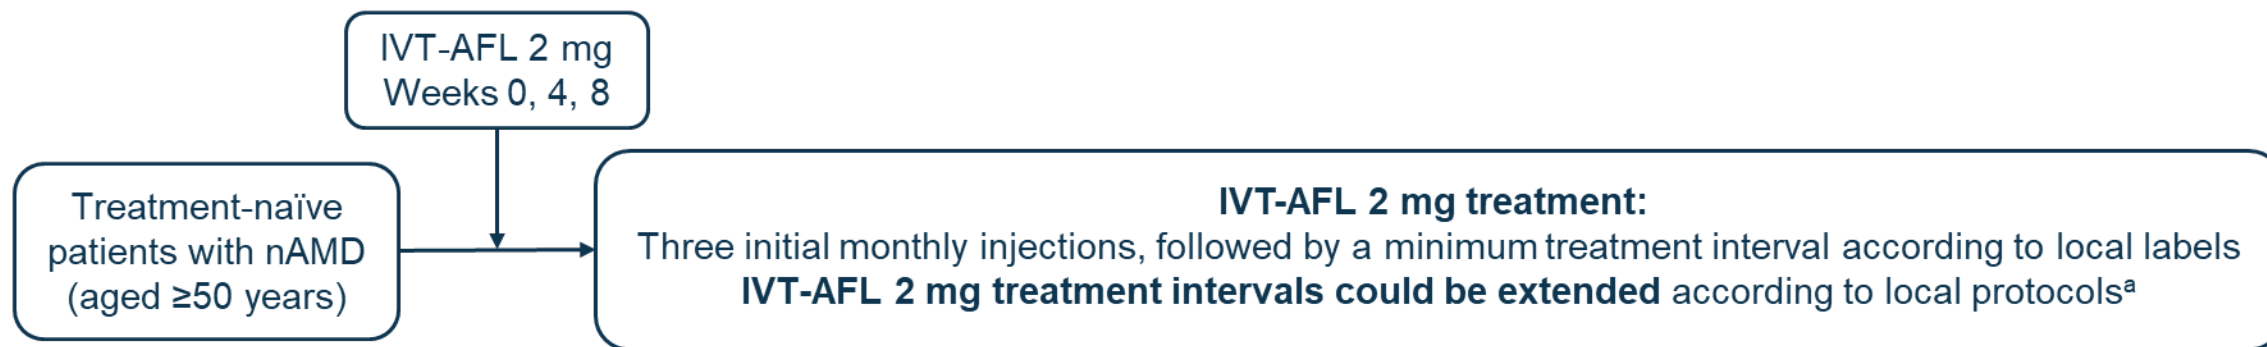 IVT-AFL 2 mg
Weeks 0, 4, 8
Treatment-naïve
patients with nAMD
(aged ≥50 years)
IVT-AFL 2 mg treatment:
Three initial monthly injections, followed by a minimum treatment interval according to local labels
IVT-AFL 2 mg treatment intervals could be extended according to local protocolsᵃ